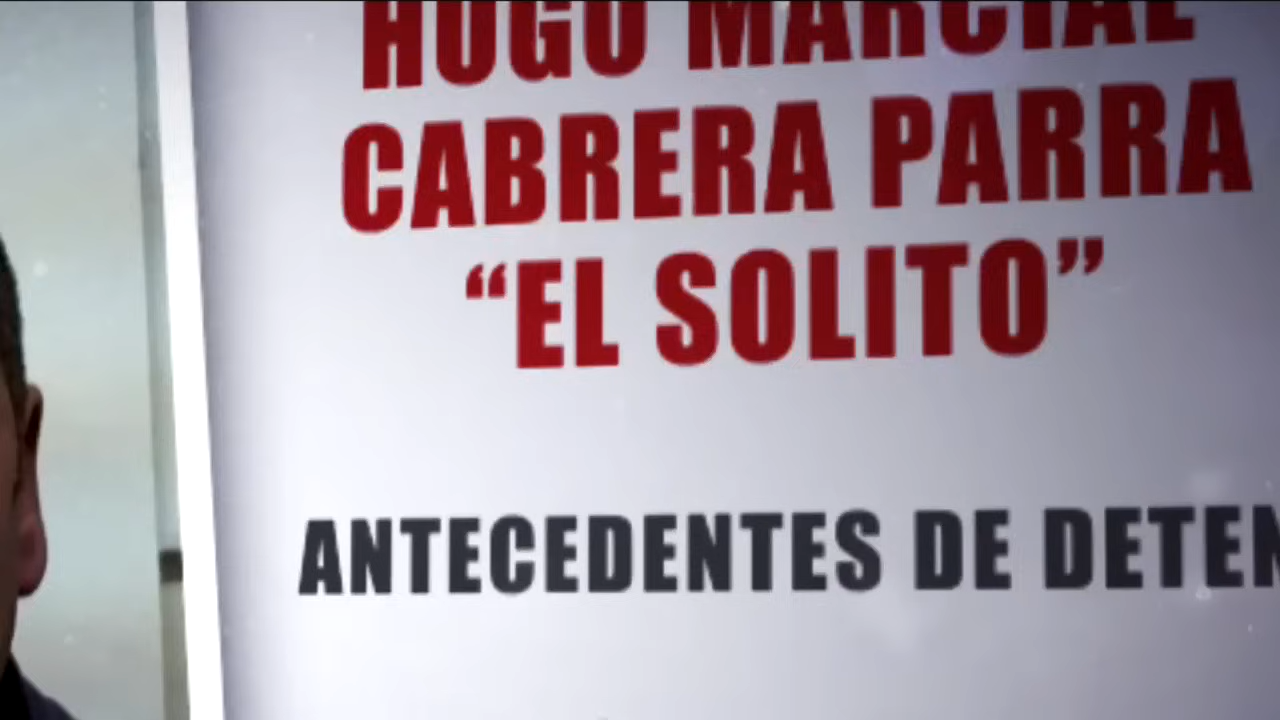 HUGO MARCIAL
CABRERA PARRA
“EL SOLITO”
ANTECEDENTES DE DETEN